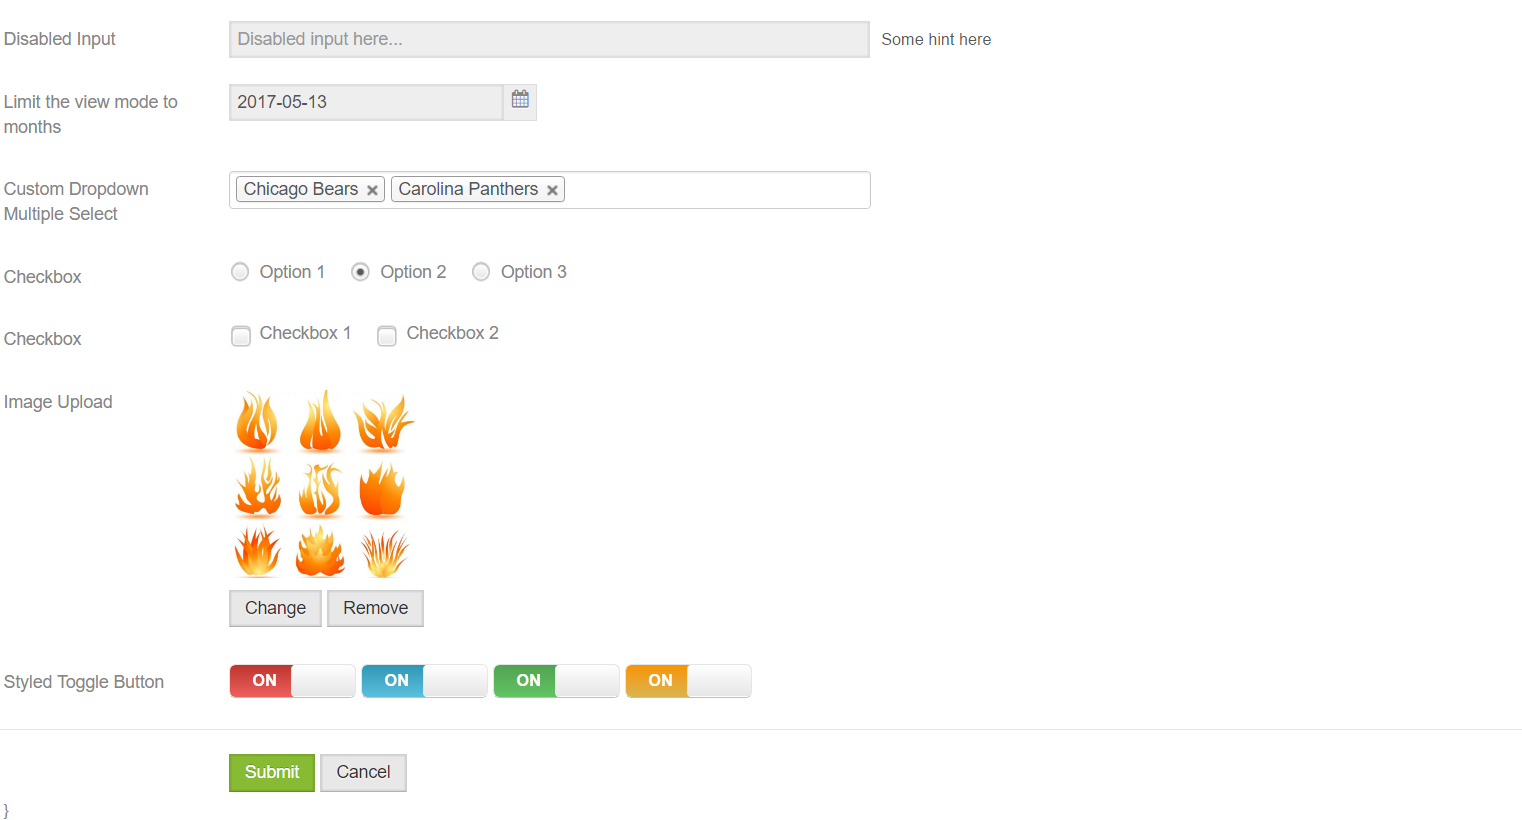 Disabled Input
Disabled input here...
Some hint here
Limit the view mode to
months
2017-05-13
Custom Dropdown
Multiple Select
Chicago Bears
Carolina Panthers
Checkbox
Option 1
Option 2
Option 3
Checkbox
Checkbox 1
Checkbox 2
Image Upload
Change
Remove
Styled Toggle Button
ON
ON
ON
ON
Submit
Cancel
}